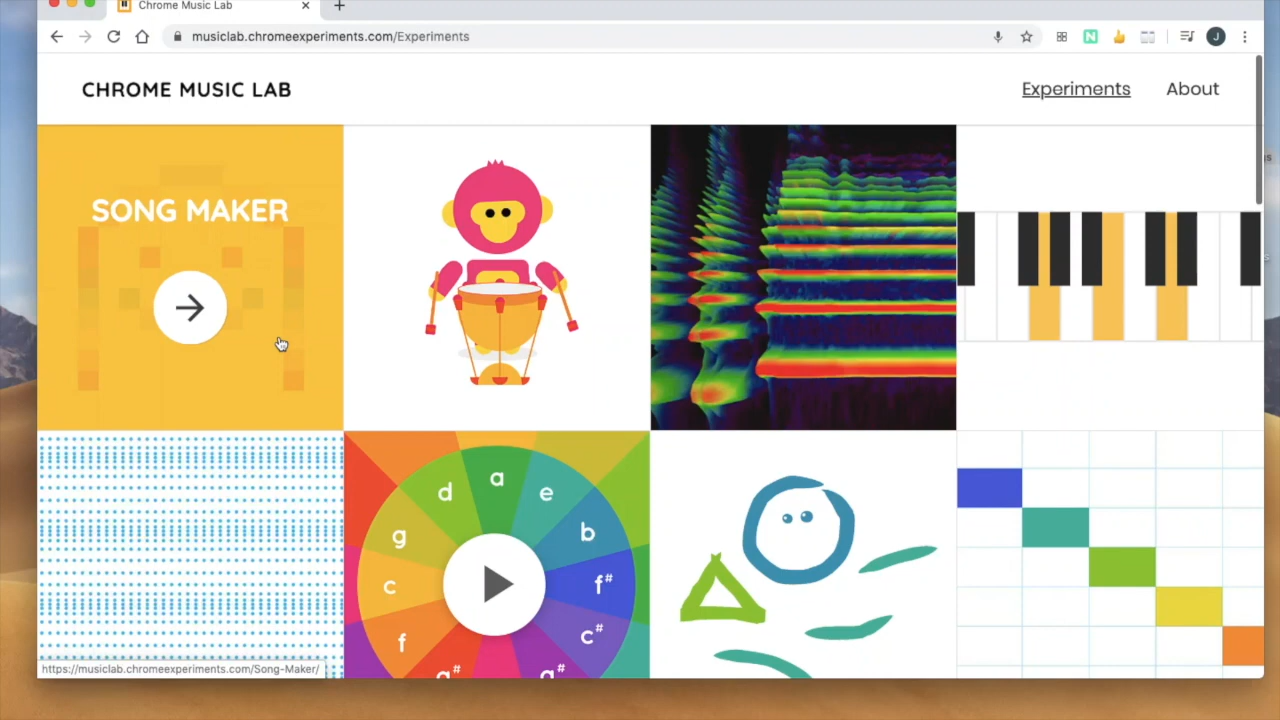 Chrome Music Lab
musiclab.chromeexperiments.com/Experiments
N
J
CHROME MUSIC LAB
Experiments
About
SONG MAKER
a
d
e
g
b
c
f#
f
c#
https://musiclab.chromeexperiments.com/Song-Maker/